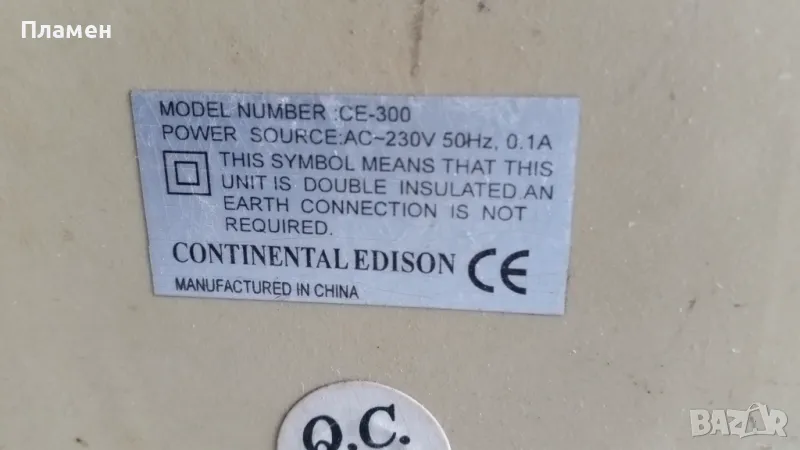 Пламен
MODEL NUMBER :CE-300
POWER SOURCE:AC~230V 50Hz, 0.1A
THIS SYMBOL MEANS THAT THIS
UNIT IS DOUBLE INSULATED.AN
EARTH CONNECTION IS NOT
REQUIRED.
CONTINENTAL EDISON CE
MANUFACTURED IN CHINA
Q.C.
BAZAR